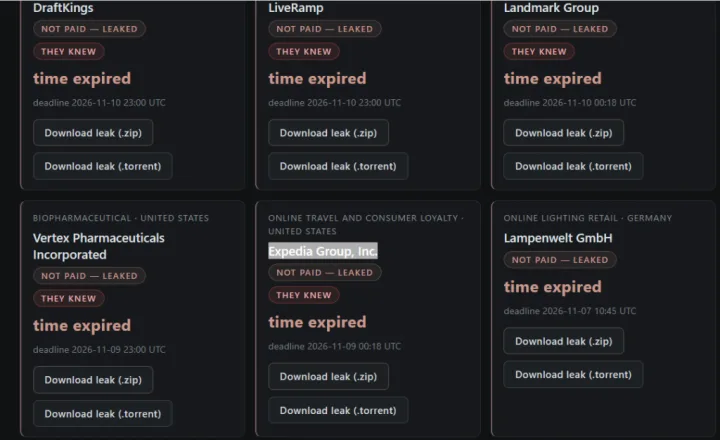 DraftKings
NOT PAID — LEAKED
THEY KNEW
time expired
deadline 2026-11-10 23:00 UTC
Download leak (.zip)
Download leak (.torrent)
LiveRamp
NOT PAID — LEAKED
THEY KNEW
time expired
deadline 2026-11-10 23:00 UTC
Download leak (.zip)
Download leak (.torrent)
Landmark Group
NOT PAID — LEAKED
THEY KNEW
time expired
deadline 2026-11-10 00:18 UTC
Download leak (.zip)
Download leak (.torrent)
BIOPHARMACEUTICAL · UNITED STATES
Vertex Pharmaceuticals
Incorporated
NOT PAID — LEAKED
THEY KNEW
time expired
deadline 2026-11-09 23:00 UTC
Download leak (.zip)
Download leak (.torrent)
ONLINE TRAVEL AND CONSUMER LOYALTY ·
UNITED STATES
Expedia Group, Inc.
NOT PAID — LEAKED
THEY KNEW
time expired
deadline 2026-11-09 00:18 UTC
Download leak (.zip)
Download leak (.torrent)
ONLINE LIGHTING RETAIL · GERMANY
Lampenwelt GmbH
NOT PAID — LEAKED
time expired
deadline 2026-11-07 10:45 UTC
Download leak (.zip)
Download leak (.torrent)